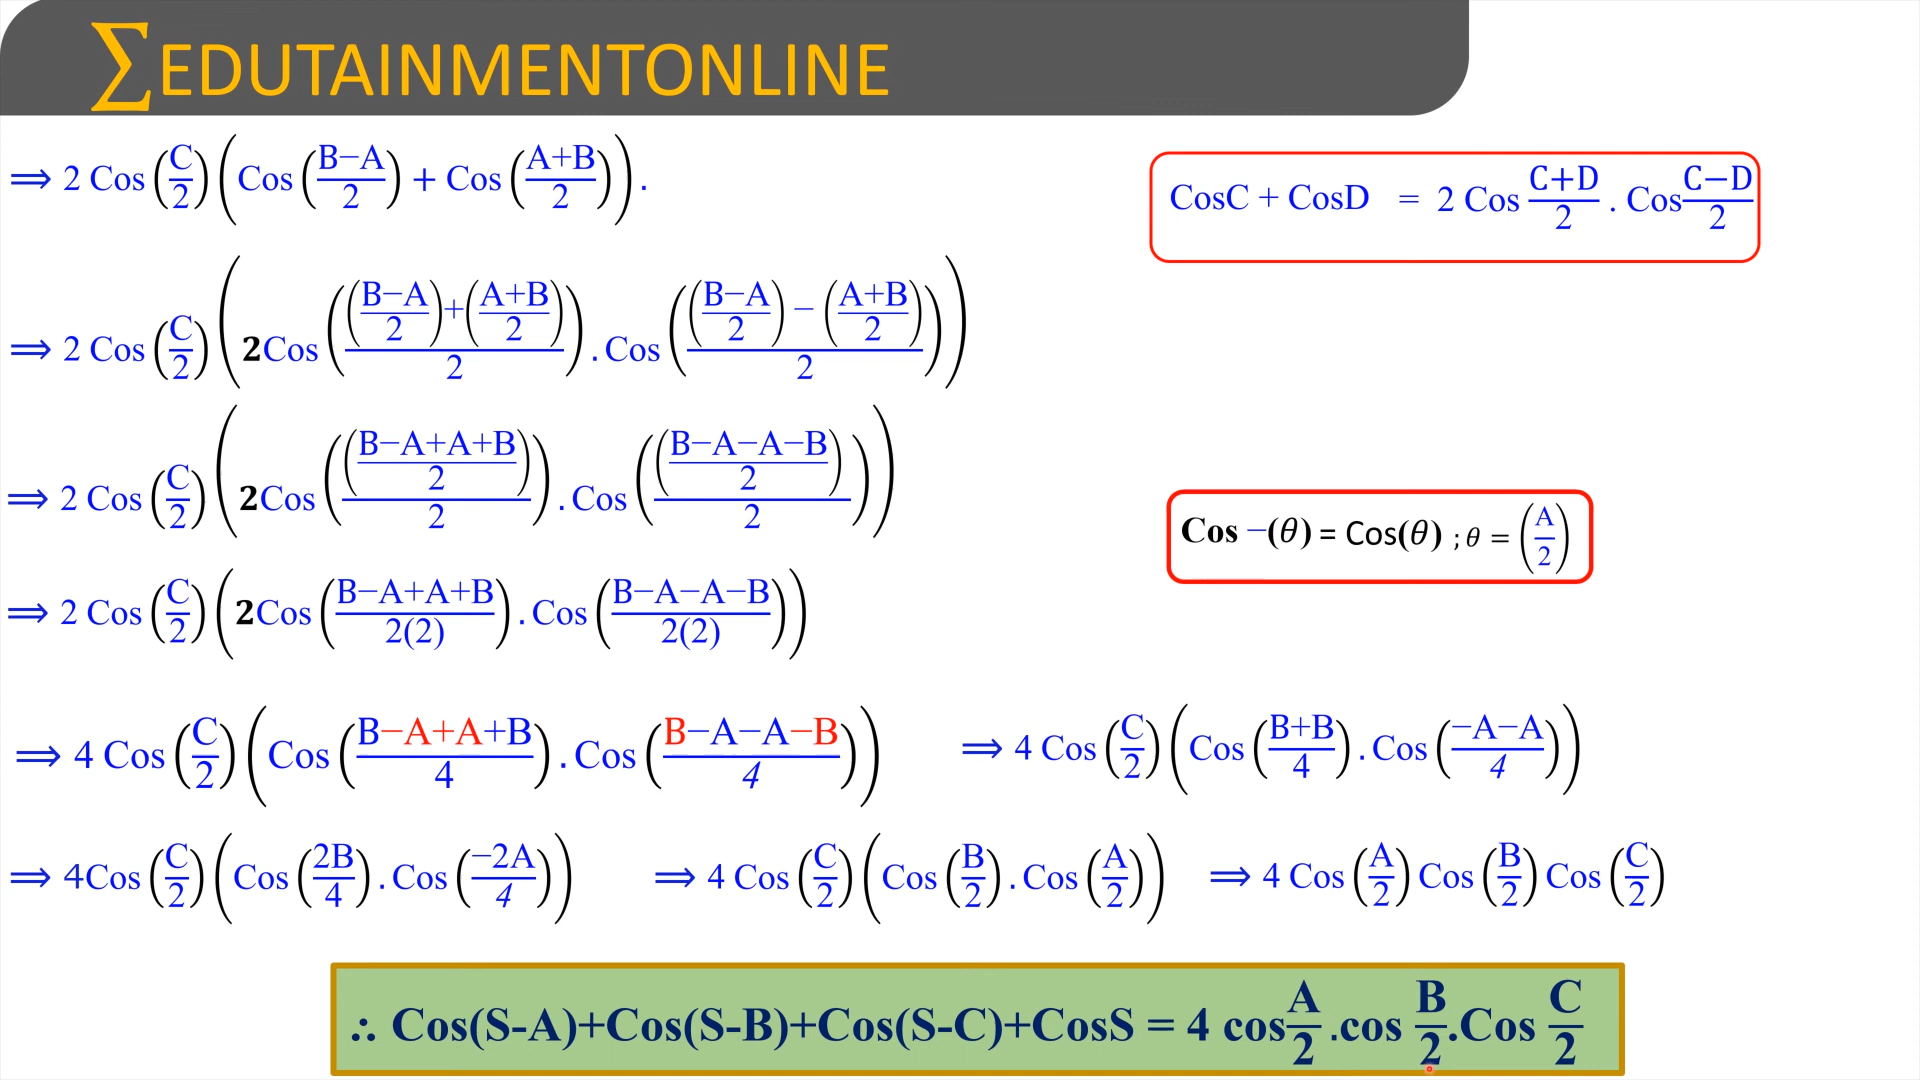 ∑EDUTAINMENTONLINE
⟹ 2 Cos (C/2) (Cos ((B−A)/2) + Cos ((A+B)/2)).
CosC + CosD = 2 Cos (C+D)/2 . Cos (C−D)/2
⟹ 2 Cos (C/2) (2Cos ((((B−A)/2)+((A+B)/2))/2) . Cos ((((B−A)/2) − ((A+B)/2))/2))
⟹ 2 Cos (C/2) (2Cos (((B−A+A+B)/2)/2) . Cos (((B−A−A−B)/2)/2))
Cos −(θ) = Cos(θ) ; θ = (A/2)
⟹ 2 Cos (C/2) (2Cos ((B−A+A+B)/2(2)) . Cos ((B−A−A−B)/2(2)))
⟹ 4 Cos (C/2) (Cos ((B−A+A+B)/4) . Cos ((B−A−A−B)/4)) ⟹ 4 Cos (C/2) (Cos ((B+B)/4) . Cos ((−A−A)/4))
⟹ 4Cos (C/2) (Cos (2B/4) . Cos (−2A/4)) ⟹ 4 Cos (C/2) (Cos (B/2) . Cos (A/2)) ⟹ 4 Cos (A/2) Cos (B/2) Cos (C/2)
∴ Cos(S-A)+Cos(S-B)+Cos(S-C)+CosS = 4 cos A/2 .cos B/2 .Cos C/2